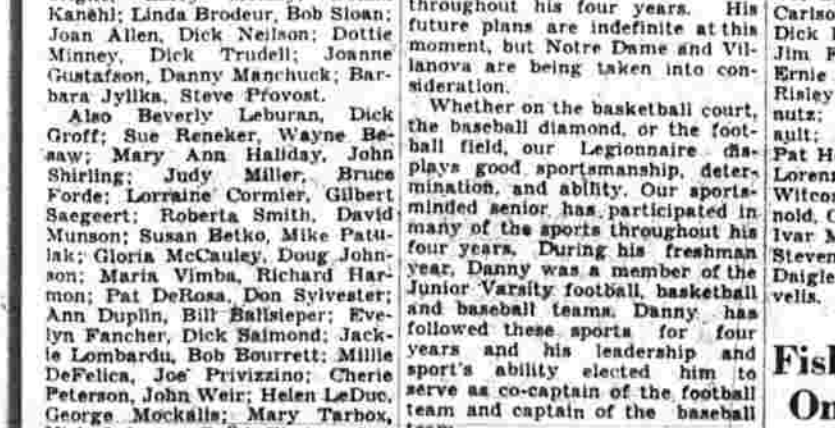 Kanehl; Linda Brodeur, Bob Sloan;
Joan Allen, Dick Neilson; Dottie
Minney, Dick Trudell; Joanne
Gustafson, Danny Manchuck; Bar-
bara Jyllka, Steve Provost.
Also Beverly Leburan, Dick
Groff; Sue Reneker, Wayne Be-
saw; Mary Ann Haliday, John
Shirling; Judy Miller, Bruce
Forde; Lorraine Cormier, Gilbert
Saegeert; Roberta Smith, David
Munson; Susan Betko, Mike Patu-
lak; Gloria McCauley, Doug John-
son; Maria Vimba, Richard Har-
mon; Pat DeRosa, Don Sylvester;
Ann Duplin, Bill Ballsieper; Eve-
lyn Fancher, Dick Salmond; Jack-
ie Lombardu, Bob Bourrett; Millie
DeFelica, Joe Privizzino; Cherie
Peterson, John Weir; Helen LeDuc,
George Mockalis; Mary Tarbox,
throughout his four years. His
future plans are indefinite at this
moment, but Notre Dame and Vil-
lanova are being taken into con-
sideration.
Whether on the basketball court,
the baseball diamond, or the foot-
ball field, our Legionnaire dis-
plays good sportsmanship, deter-
mination, and ability. Our sports-
minded senior has participated in
many of the sports throughout his
four years. During his freshman
year, Danny was a member of the
Junior Varsity football, basketball
and baseball teams. Danny has
followed these sports for four
years and his leadership and
sport's ability elected him to
serve as co-captain of the football
team and captain of the baseball
team
Carlso
Dick
Jim
Ernie
Risley
nutz;
ault;
Pat H
Loren
Witco
nold,
Ivar M
Steven
Daigle
velis.
Fis
On